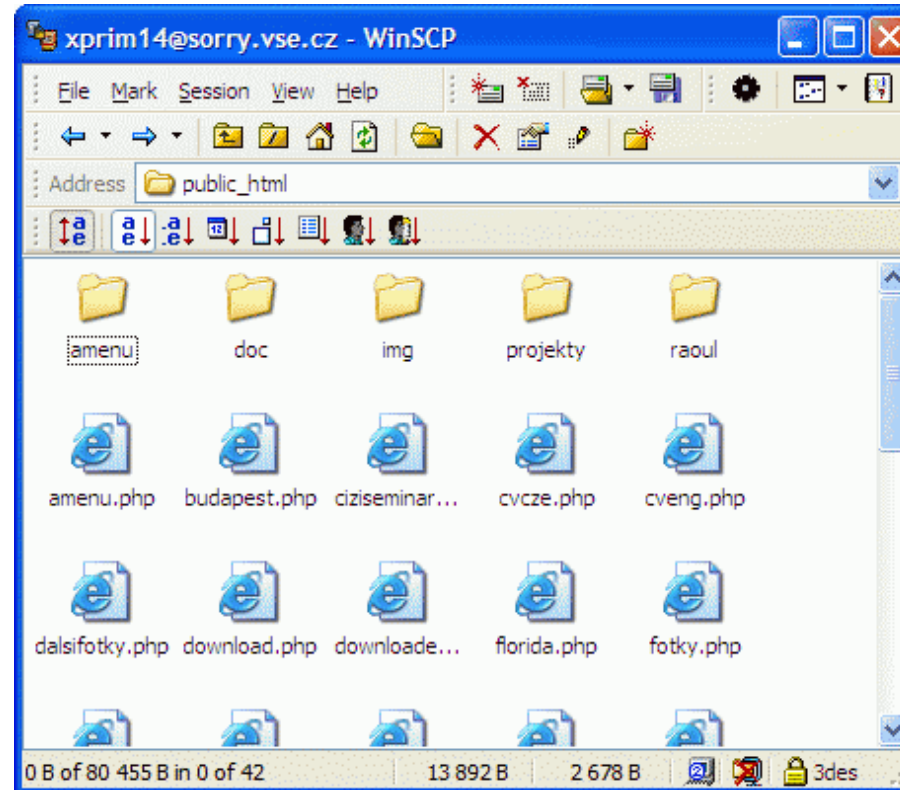 xprim14@sorry.vse.cz - WinSCP
File Mark Session View Help
Address public_html
amenu doc img projekty raoul
amenu.php budapest.php ciziseminar... cvcze.php cveng.php
dalsifotky.php download.php downloade... florida.php fotky.php
0 B of 80 455 B in 0 of 42 13 892 B 2 678 B 3des